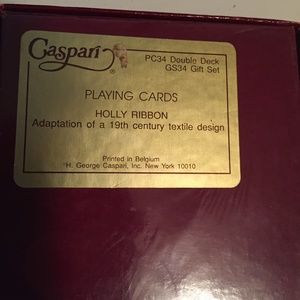 Caspari®
PC34 Double Deck
GS34 Gift Set
PLAYING CARDS
HOLLY RIBBON
Adaptation of a 19th century textile design
Printed in Belgium
H. George Caspari, Inc. New York 10010